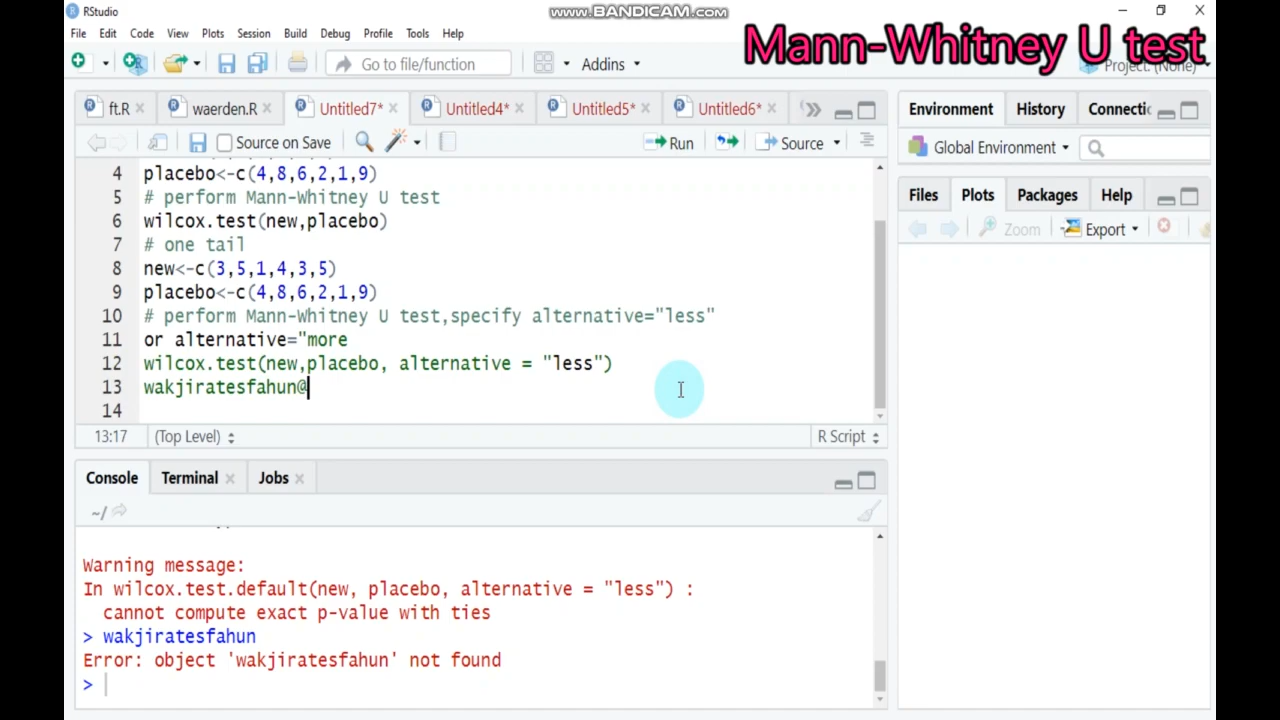 RStudio
www.BANDICAM.com
Mann-Whitney U test
File Edit Code View Plots Session Build Debug Profile Tools Help
Go to file/function
Addins
Project: (None)
ft.R
waerden.R
Untitled7*
Untitled4*
Untitled5*
Untitled6*
Source on Save
Run
Source
4 placebo<-c(4,8,6,2,1,9)
5 # perform Mann-Whitney U test
6 wilcox.test(new,placebo)
7 # one tail
8 new<-c(3,5,1,4,3,5)
9 placebo<-c(4,8,6,2,1,9)
10 # perform Mann-Whitney U test,specify alternative="less"
11 or alternative="more
12 wilcox.test(new,placebo, alternative = "less")
13 wakjiratesfahun@
14
13:17 (Top Level) R Script
Console Terminal Jobs
~/
Warning message:
In wilcox.test.default(new, placebo, alternative = "less") :
cannot compute exact p-value with ties
> wakjiratesfahun
Error: object 'wakjiratesfahun' not found
>
Environment History Connectic
Global Environment
Files Plots Packages Help
Zoom Export